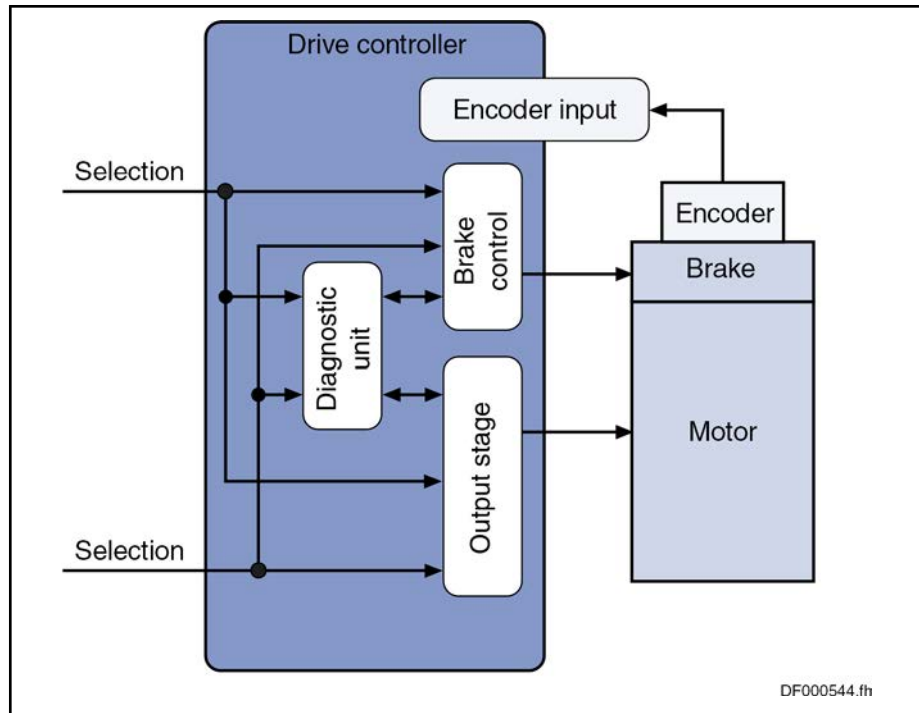 Drive controller
Encoder input
Selection
Encoder
Brake
control
Brake
Diagnostic
unit
Motor
Output stage
Selection
DF000544.fh